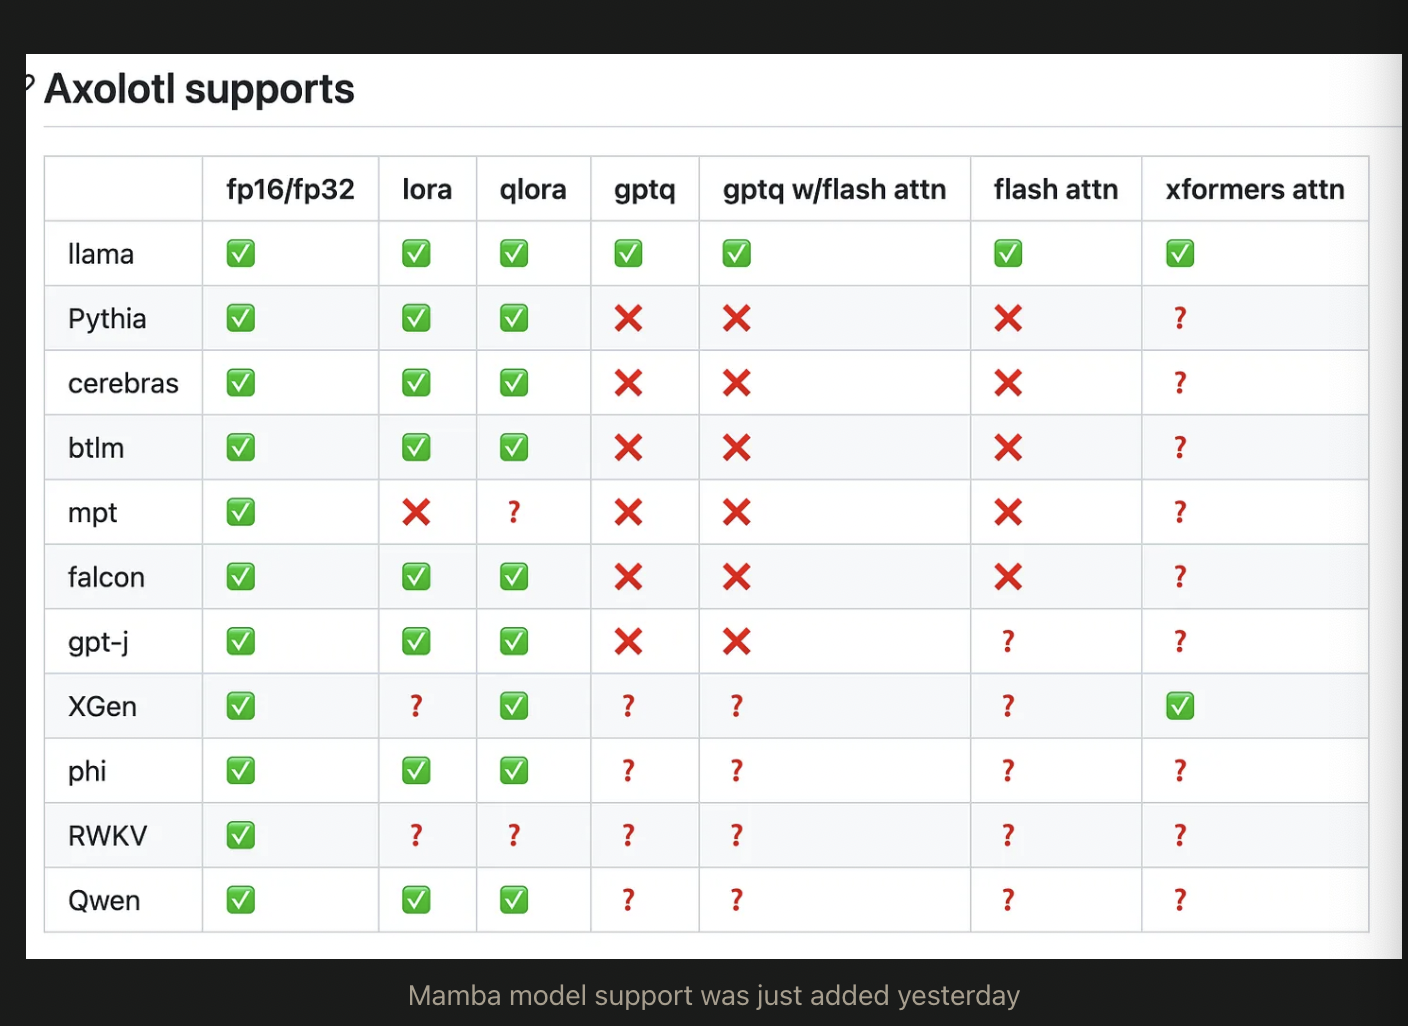 Axolotl supports
fp16/fp32 lora qlora gptq gptq w/flash attn flash attn xformers attn
llama ✅ ✅ ✅ ✅ ✅ ✅ ✅
Pythia ✅ ✅ ✅ ❌ ❌ ❌ ❓
cerebras ✅ ✅ ✅ ❌ ❌ ❌ ❓
btlm ✅ ✅ ✅ ❌ ❌ ❌ ❓
mpt ✅ ❌ ❓ ❌ ❌ ❌ ❓
falcon ✅ ✅ ✅ ❌ ❌ ❌ ❓
gpt-j ✅ ✅ ✅ ❌ ❌ ❓ ❓
XGen ✅ ❓ ✅ ❓ ❓ ❓ ✅
phi ✅ ✅ ✅ ❓ ❓ ❓ ❓
RWKV ✅ ❓ ❓ ❓ ❓ ❓ ❓
Qwen ✅ ✅ ✅ ❓ ❓ ❓ ❓
Mamba model support was just added yesterday